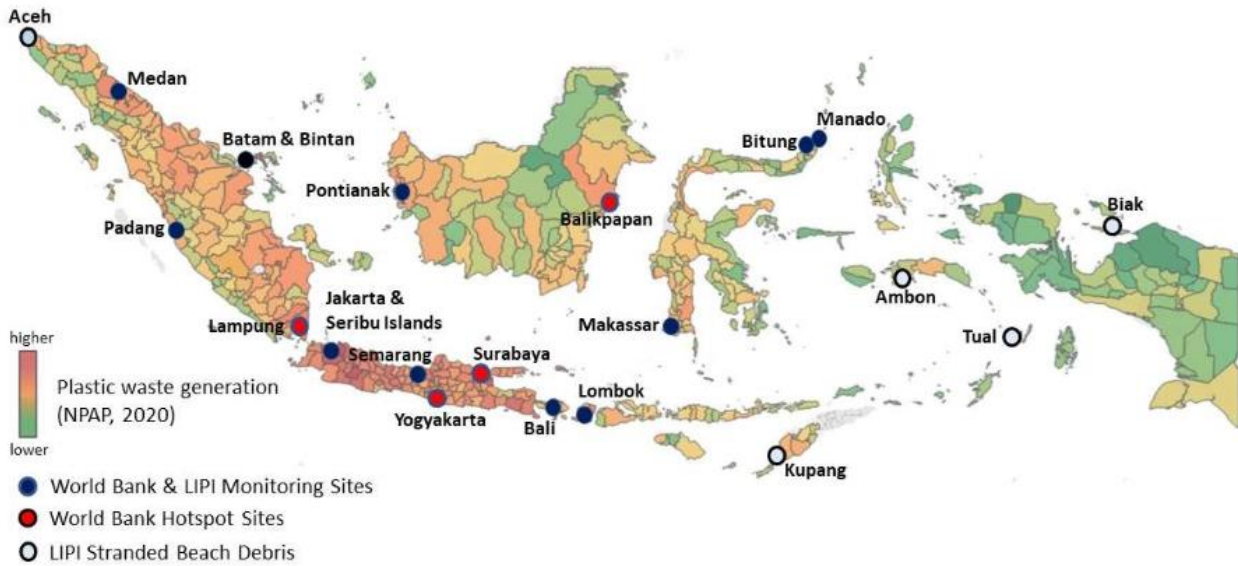 Aceh
Medan
Batam & Bintan
Manado
Bitung
Pontianak
Balikpapan
Biak
Padang
Ambon
Jakarta &
Seribu Islands
Lampung
Makassar
Tual
higher
Semarang
Surabaya
Plastic waste generation
(NPAP, 2020)
Lombok
Yogyakarta
Bali
lower
Kupang
World Bank & LIPI Monitoring Sites
World Bank Hotspot Sites
LIPI Stranded Beach Debris